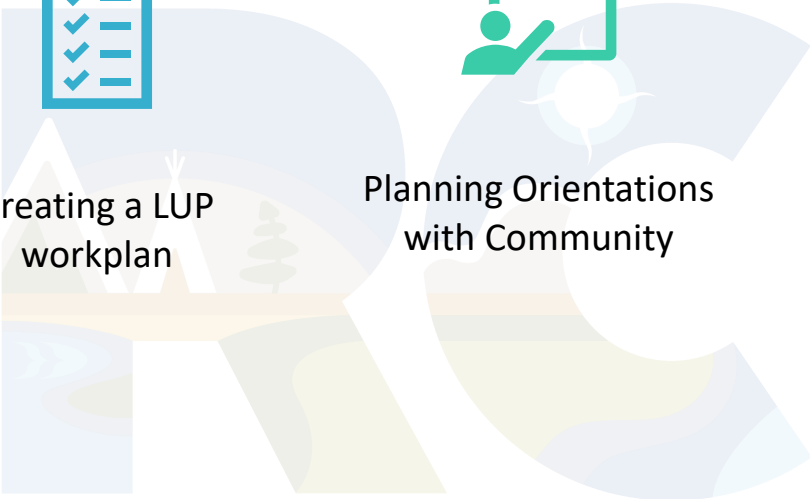 reating a LUP
workplan
Planning Orientations
with Community